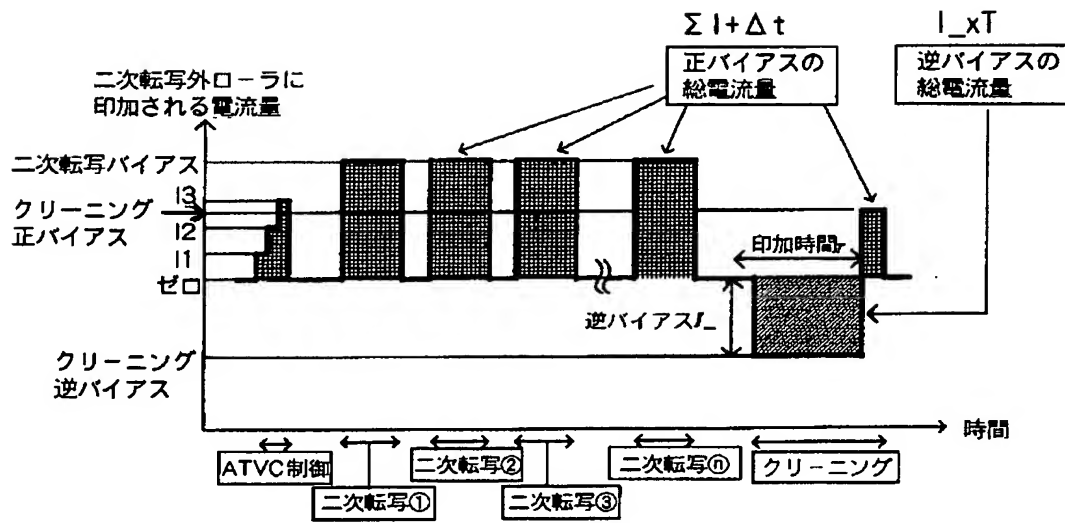 Σ I+Δt
I_xT
正バイアスの
総電流量
逆バイアスの
総電流量
二次転写外ローラに
印加される電流量
二次転写バイアス
I3
クリーニング
正バイアス
I2
I1
ゼロ
印加時間T
逆バイアスI_
クリーニング
逆バイアス
時間
ATVC制御
二次転写①
二次転写②
二次転写③
二次転写ⓝ
クリーニング